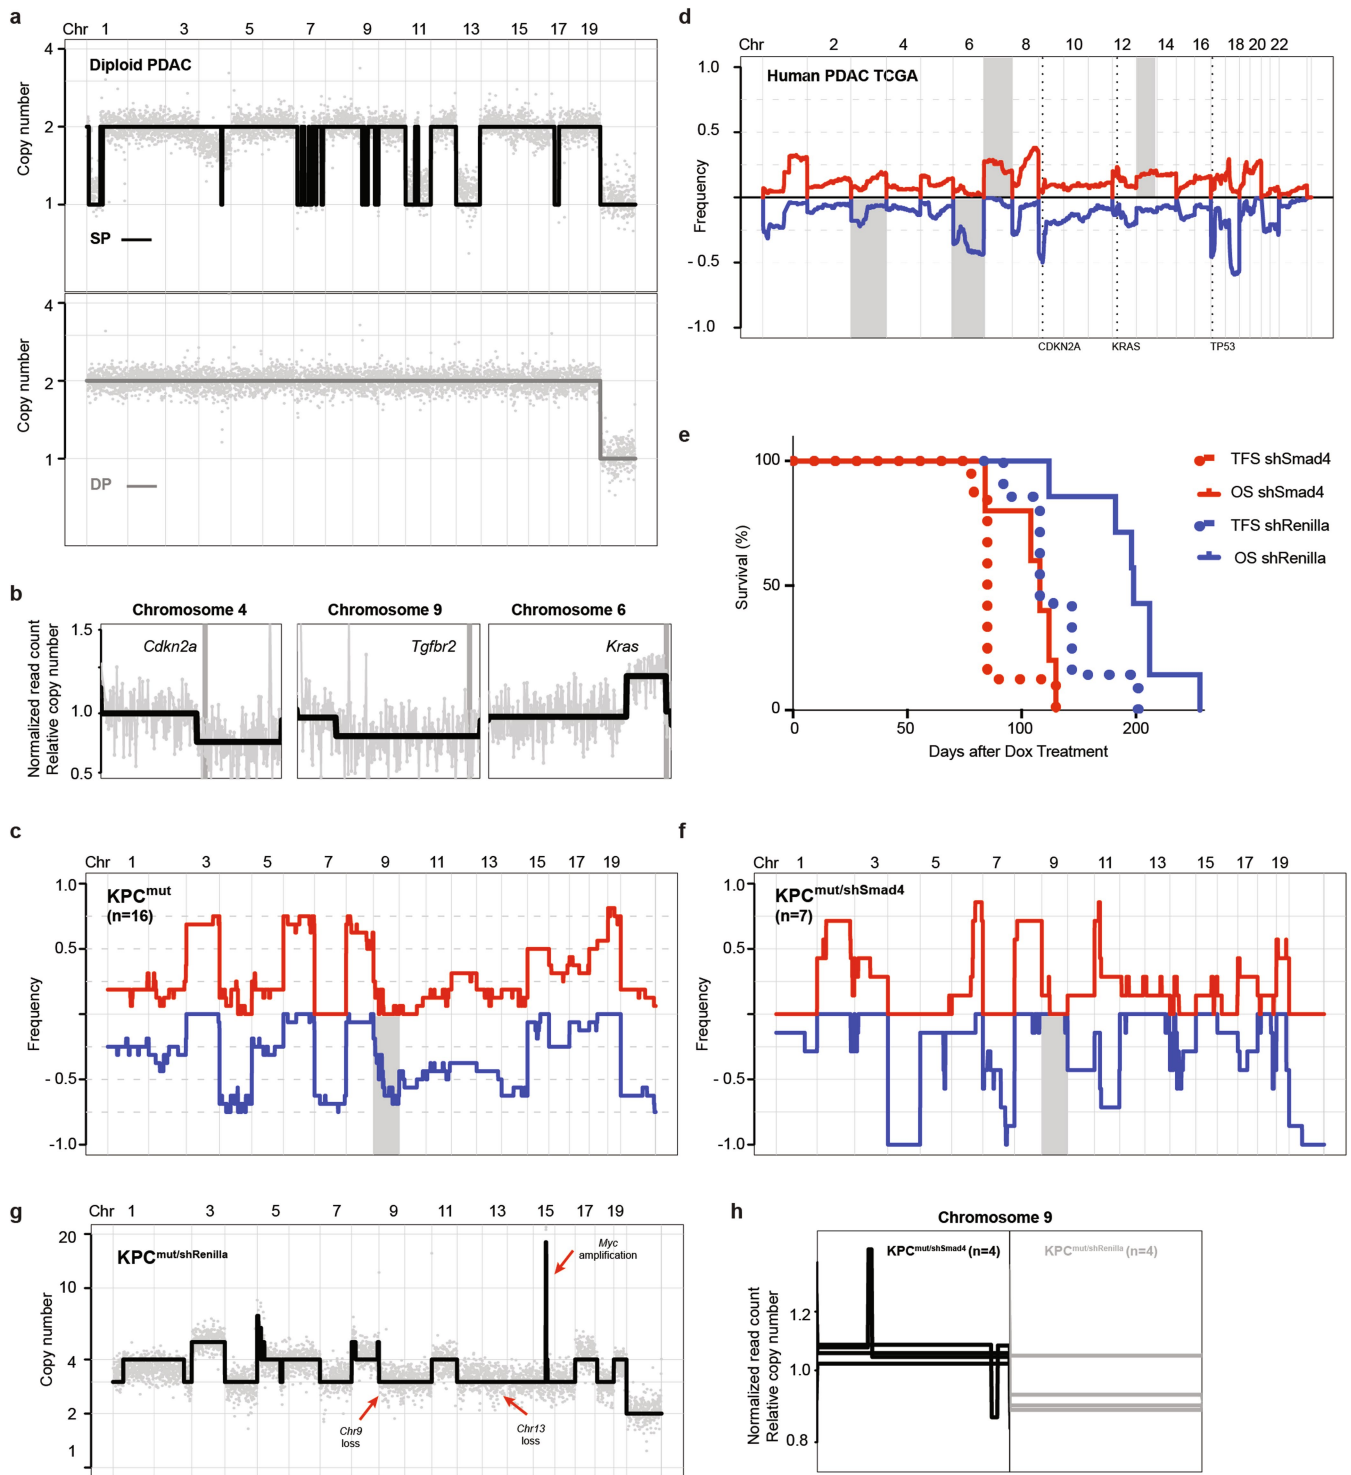 a
Chr 1 3 5 7 9 11 13 15 17 19
Diploid PDAC
Copy number
4
2
1
SP
Copy number
4
2
1
DP
b
Chromosome 4 Chromosome 9 Chromosome 6
Normalized read count
Relative copy number
1.5
1.0
0.5
Cdkn2a Tgfbr2 Kras
c
Chr 1 3 5 7 9 11 13 15 17 19
KPCmut
(n=16)
Frequency
1.0
0.5
- 0.5
-1.0
d
Chr 2 4 6 8 10 12 14 16 18 20 22
Human PDAC TCGA
Frequency
1.0
0.5
- 0.5
-1.0
CDKN2A KRAS TP53
e
Survival (%)
100
50
0
0 50 100 200
Days after Dox Treatment
TFS shSmad4
OS shSmad4
TFS shRenilla
OS shRenilla
f
Chr 1 3 5 7 9 11 13 15 17 19
KPCmut/shSmad4
(n=7)
Frequency
1.0
0.5
- 0.5
-1.0
g
Chr 1 3 5 7 9 11 13 15 17 19
KPCmut/shRenilla
Copy number
20
10
4
2
1
Myc
amplification
Chr9
loss
Chr13
loss
h
Chromosome 9
KPCmut/shSmad4 (n=4) KPCmut/shRenilla (n=4)
Normalized read count
Relative copy number
1.2
1.0
0.8